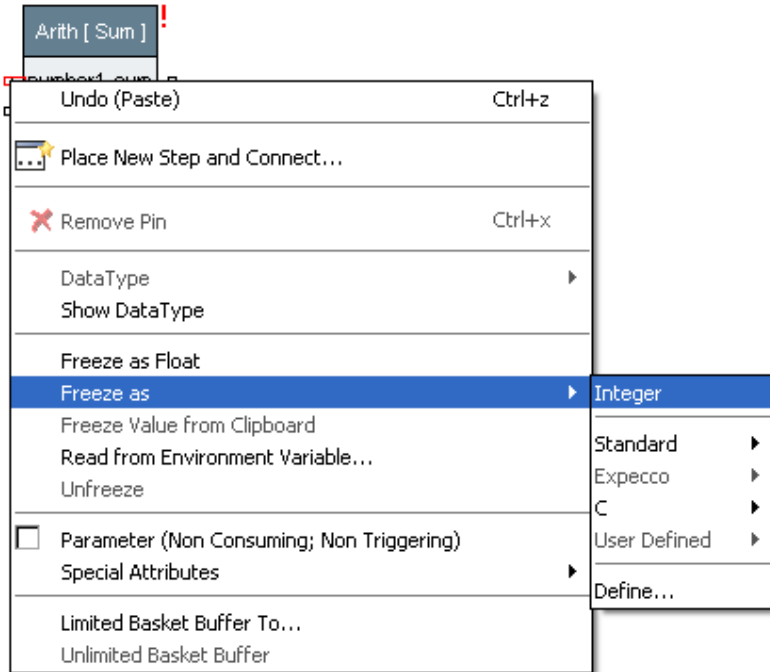 Arith [ Sum ] !
number1 sum
Undo (Paste) Ctrl+z
Place New Step and Connect...
Remove Pin Ctrl+x
DataType
Show DataType
Freeze as Float
Freeze as
Integer
Freeze Value from Clipboard
Standard
Read from Environment Variable...
Expecco
Unfreeze
C
Parameter (Non Consuming; Non Triggering)
User Defined
Special Attributes
Define...
Limited Basket Buffer To...
Unlimited Basket Buffer